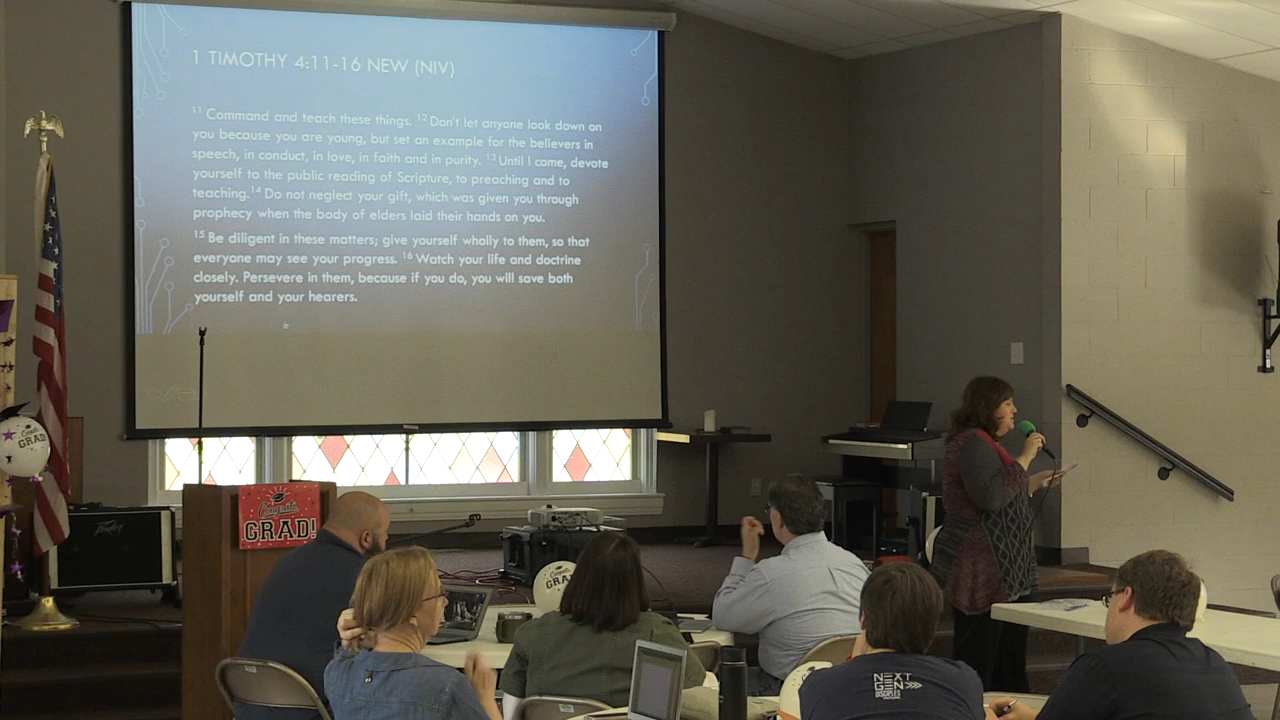 1 TIMOTHY 4:11-16 NEW (NIV)
11 Command and teach these things. 12 Don't let anyone look down on
you because you are young, but set an example for the believers in
speech, in conduct, in love, in faith and in purity. 13 Until I come, devote
yourself to the public reading of Scripture, to preaching and to
teaching.14 Do not neglect your gift, which was given you through
prophecy when the body of elders laid their hands on you.
15 Be diligent in these matters; give yourself wholly to them, so that
everyone may see your progress. 16 Watch your life and doctrine
closely. Persevere in them, because if you do, you will save both
yourself and your hearers.
Congrats
GRAD
PEAVEY
Congrats
GRAD!
GRA
NEXT
GEN
DISCIPLES